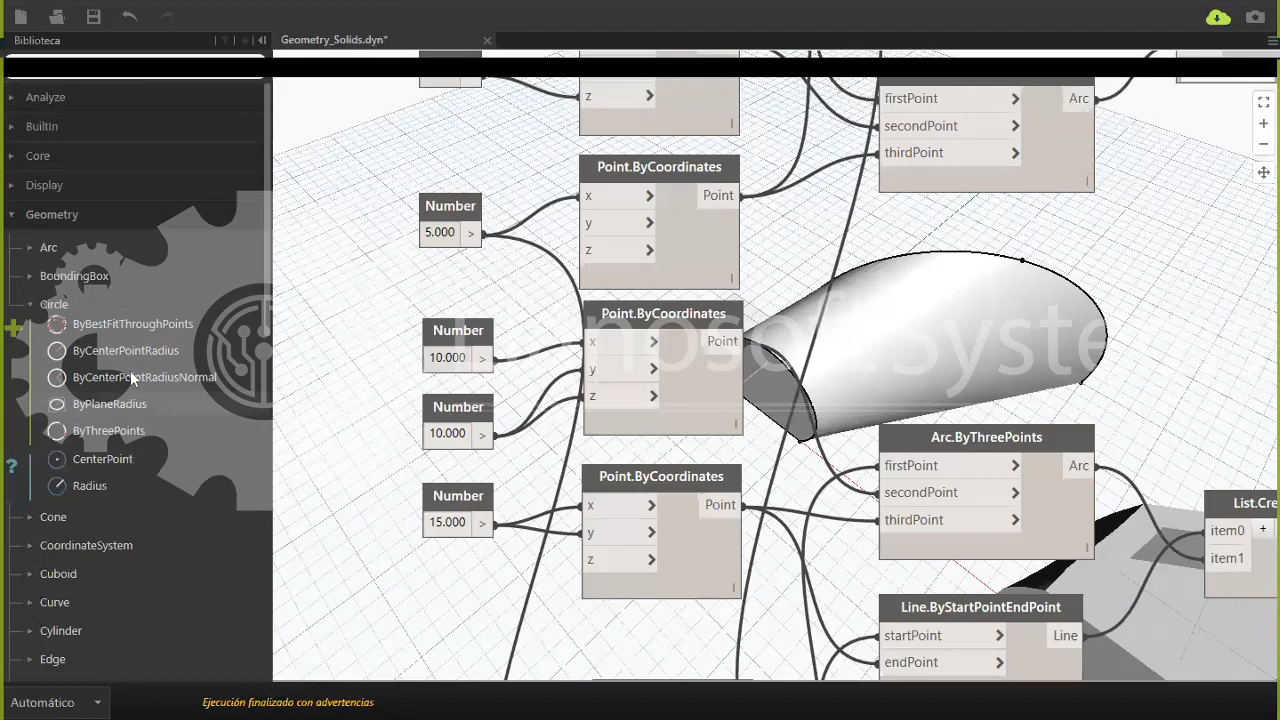 Biblioteca
Geometry_Solids.dyn*
Analyze
BuiltIn
Core
Display
Geometry
Arc
BoundingBox
Circle
ByBestFitThroughPoints
ByCenterPointRadius
ByCenterPointRadiusNormal
ByPlaneRadius
ByThreePoints
CenterPoint
Radius
Cone
CoordinateSystem
Cuboid
Curve
Cylinder
Edge
Automático
Ejecución finalizado con advertencias
z
firstPoint Arc
secondPoint
thirdPoint
Point.ByCoordinates
x Point
y
z
Number
5.000 >
Point.ByCoordinates
x Point
y
z
Number
10.000 >
Number
10.000 >
Point.ByCoordinates
x Point
y
z
Number
15.000 >
Arc.ByThreePoints
firstPoint Arc
secondPoint
thirdPoint
Line.ByStartPointEndPoint
startPoint Line
endPoint
List.Cre
item0 +
item1